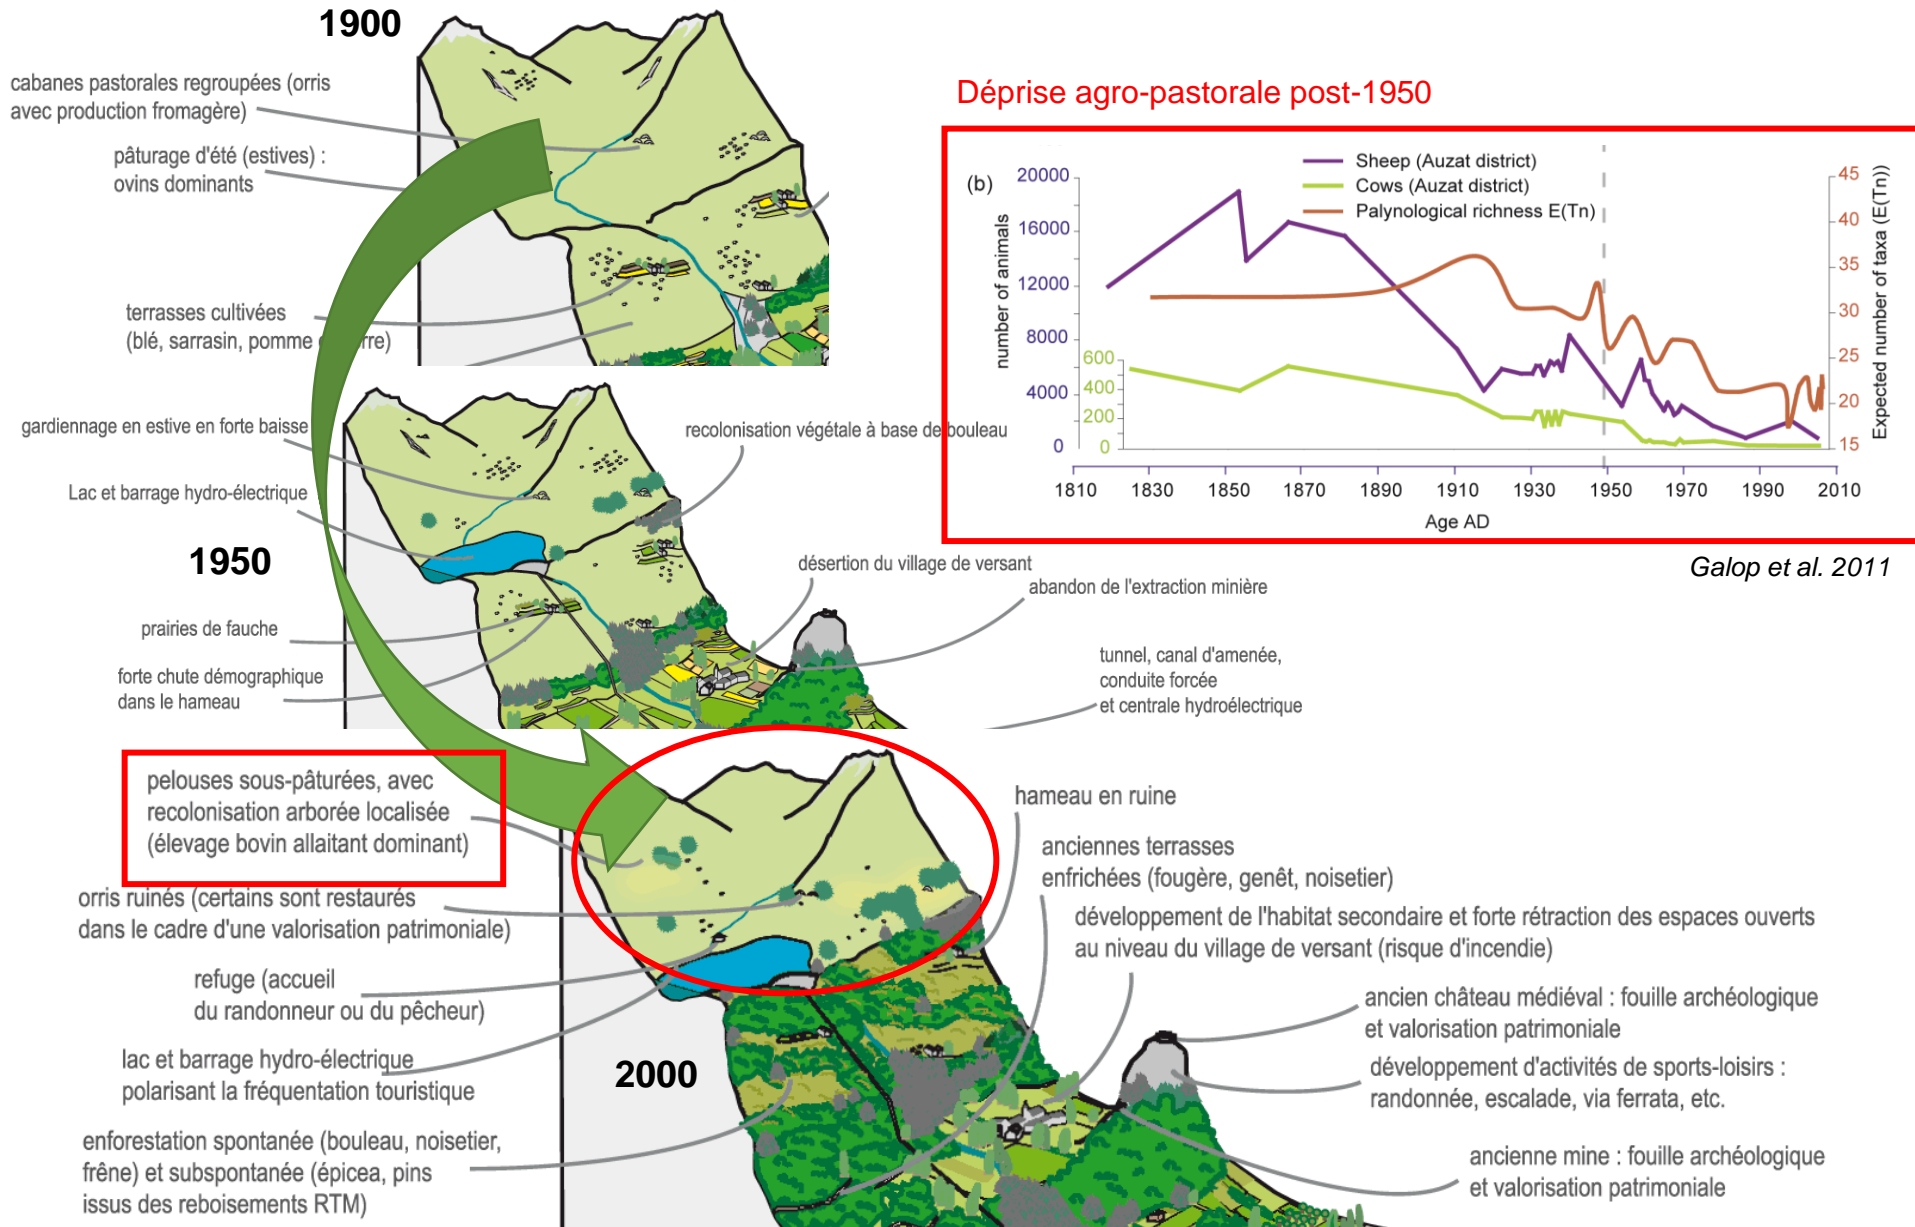 1900
cabanes pastorales regroupées (orris
avec production fromagère)
pâturage d'été (estives) :
ovins dominants
terrasses cultivées
(blé, sarrasin, pomme
Déprise agro-pastorale post-1950
(b)
Sheep (Auzat district)
Cows (Auzat district)
Palynological richness E(Tn)
number of animals
20000
16000
12000
8000
4000
0
600
400
200
0
45
40
35
30
25
20
15
Expected number of taxa (E(Tn))
1810 1830 1850 1870 1890 1910 1930 1950 1970 1990 2010
Age AD
Galop et al. 2011
gardiennage en estive en forte baisse
recolonisation végétale à base de bouleau
Lac et barrage hydro-électrique
1950
désertion du village de versant
abandon de l'extraction minière
prairies de fauche
forte chute démographique
dans le hameau
tunnel, canal d'amenée,
conduite forcée
et centrale hydroélectrique
pelouses sous-pâturées, avec
recolonisation arborée localisée
(élevage bovin allaitant dominant)
hameau en ruine
anciennes terrasses
enfrichées (fougère, genêt, noisetier)
orris ruinés (certains sont restaurés
dans le cadre d'une valorisation patrimoniale)
développement de l'habitat secondaire et forte rétraction des espaces ouverts
au niveau du village de versant (risque d'incendie)
refuge (accueil
du randonneur ou du pêcheur)
ancien château médiéval : fouille archéologique
et valorisation patrimoniale
lac et barrage hydro-électrique
polarisant la fréquentation touristique
2000
développement d'activités de sports-loisirs :
randonnée, escalade, via ferrata, etc.
enforestation spontanée (bouleau, noisetier,
frêne) et subspontanée (épicea, pins
issus des reboisements RTM)
ancienne mine : fouille archéologique
et valorisation patrimoniale